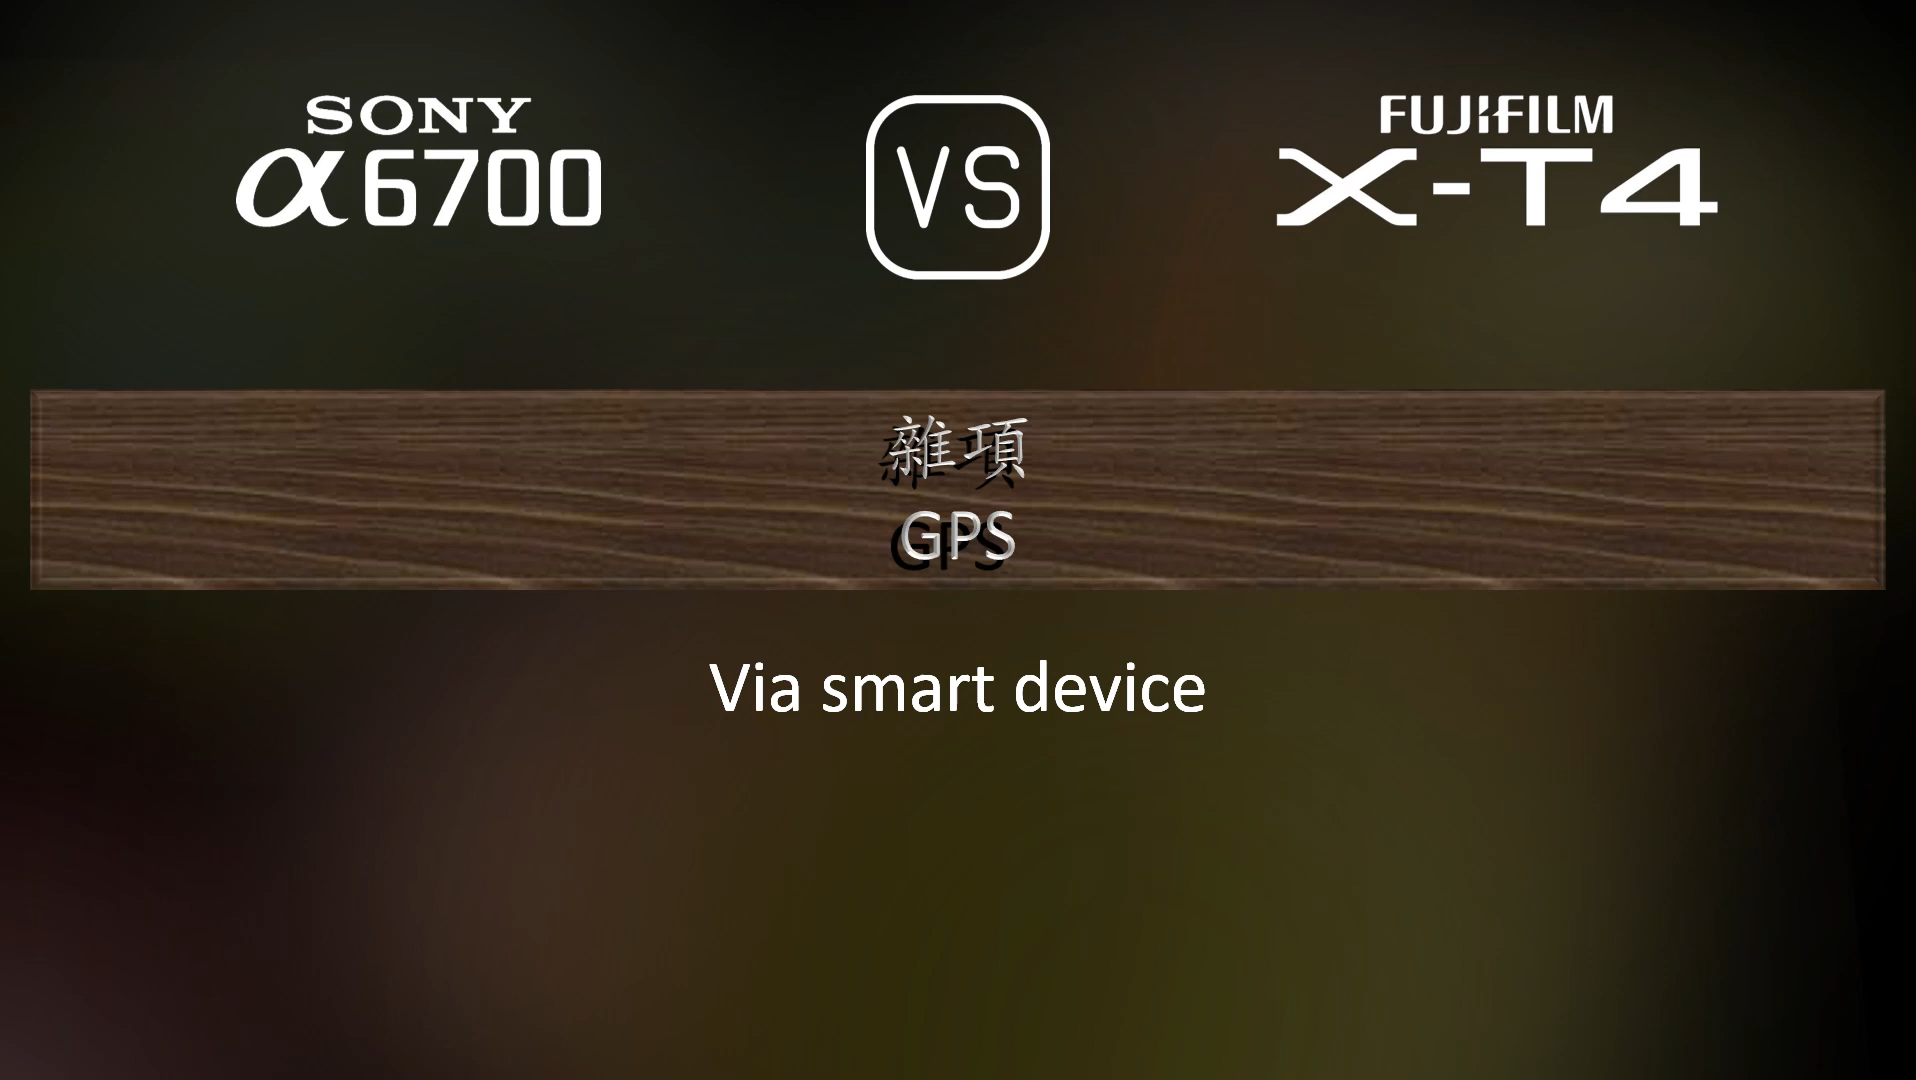 SONY
α6700
VS
FUJIFILM
X-T4
雜項
GPS
Via smart device